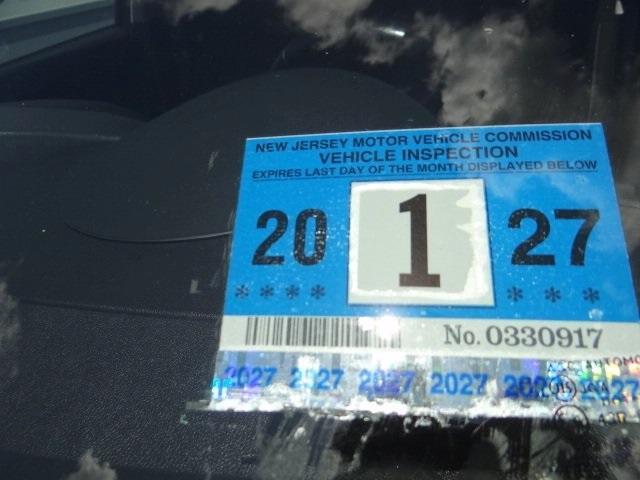 NEW JERSEY MOTOR VEHICLE COMMISSION
VEHICLE INSPECTION
EXPIRES LAST DAY OF THE MONTH DISPLAYED BELOW
20 1 27
**** ***
No. 0330917
2027 2027 2027 2027 2027